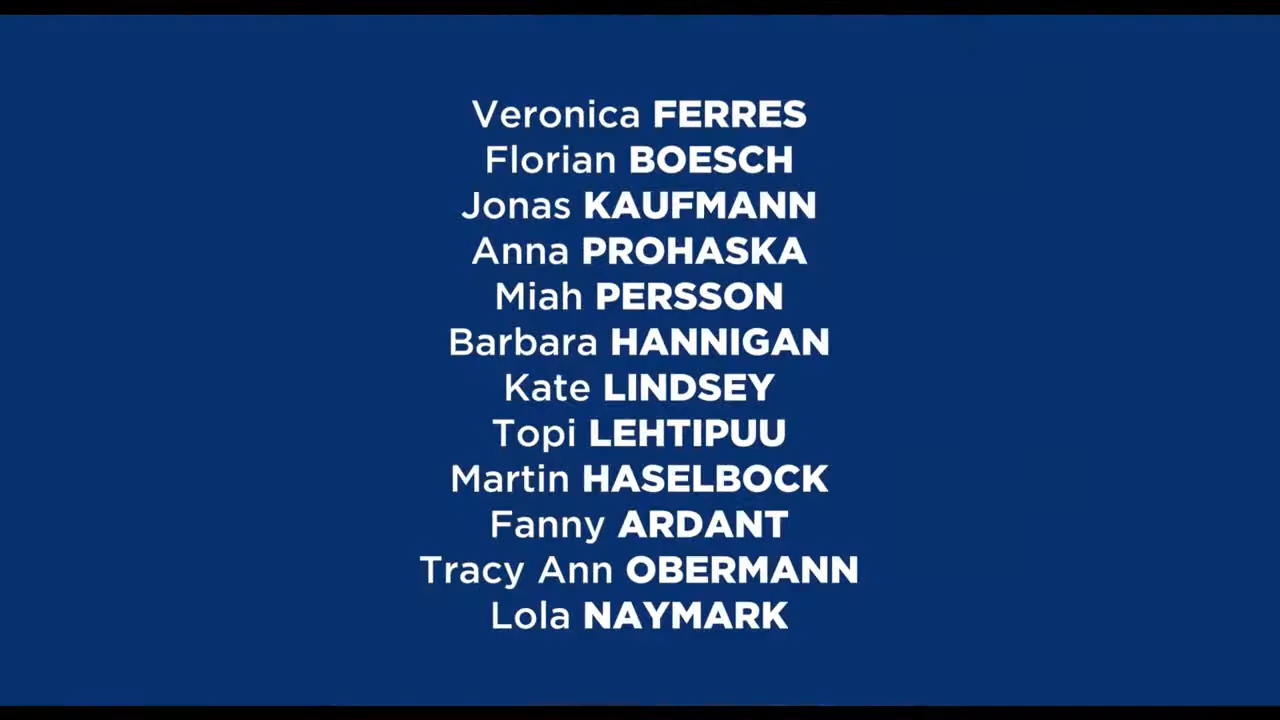 Veronica FERRES
Florian BOESCH
Jonas KAUFMANN
Anna PROHASKA
Miah PERSSON
Barbara HANNIGAN
Kate LINDSEY
Topi LEHTIPUU
Martin HASELBOCK
Fanny ARDANT
Tracy Ann OBERMANN
Lola NAYMARK